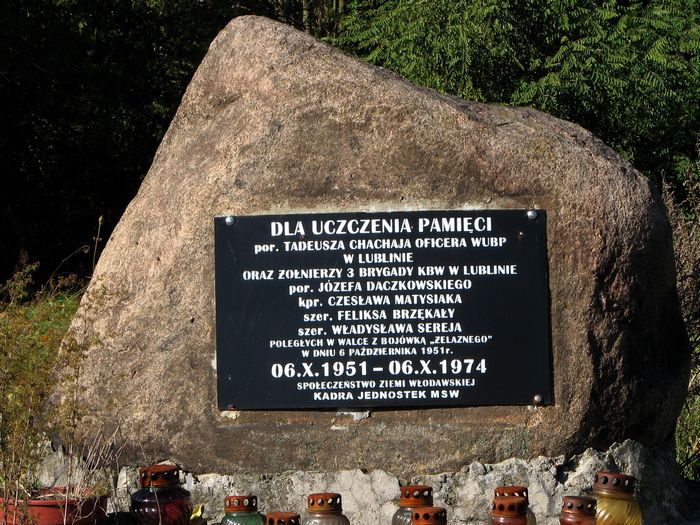 DLA UCZCZENIA PAMIĘCI
por. TADEUSZA CHACHAJA OFICERA WUBP
W LUBLINIE
ORAZ ZOŁNIERZY 3 BRYGADY KBW W LUBLINIE
por. JÓZEFA DACZKOWSKIEGO
kpr. CZESŁAWA MATYSIAKA
szer. FELIKSA BRZĘKAŁY
szer. WŁADYSŁAWA SEREJA
POLEGŁYCH W WALCE Z BOJÓWKĄ „ŻELAZNEGO"
W DNIU 6 PAŹDZIERNIKA 1951r.
06.X.1951 – 06.X.1974
SPOŁECZEŃSTWO ZIEMI WŁODAWSKIEJ
KADRA JEDNOSTEK MSW